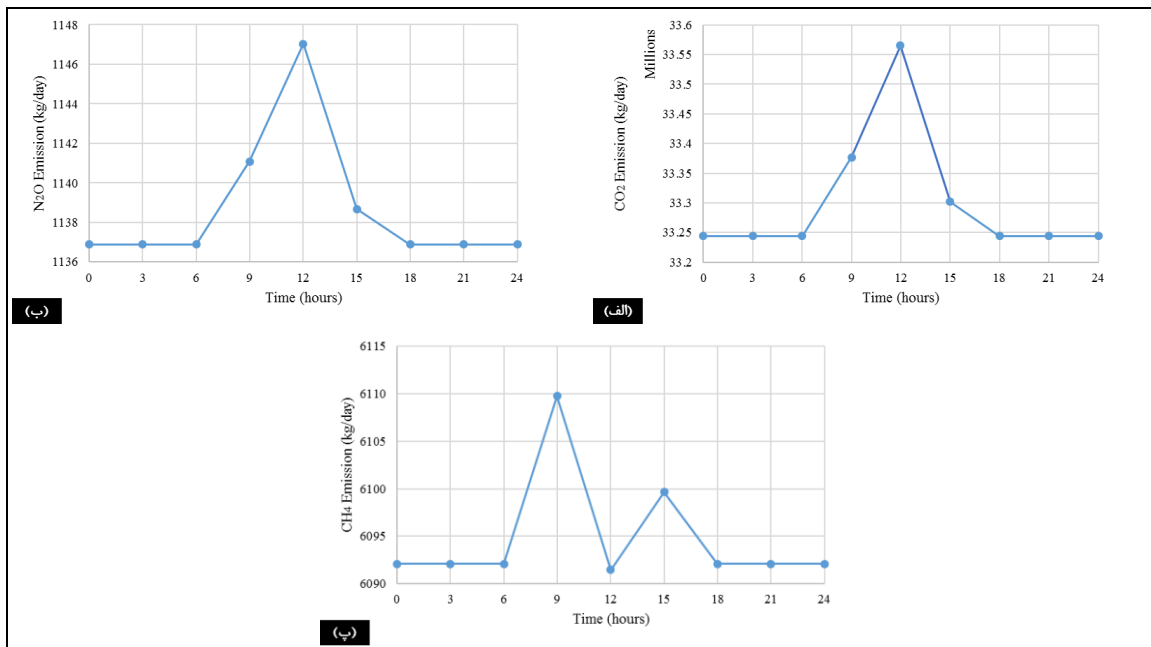 1148
1146
1144
1142
1140
1138
1136
N2O Emission (kg/day)
0 3 6 9 12 15 18 21 24
Time (hours)
(ب)
33.6
33.55
33.5
33.45
33.4
33.35
33.3
33.25
33.2
Millions
CO2 Emission (kg/day)
0 3 6 9 12 15 18 21 24
Time (hours)
(الف)
6115
6110
6105
6100
6095
6090
CH4 Emission (kg/day)
0 3 6 9 12 15 18 21 24
Time (hours)
(پ)